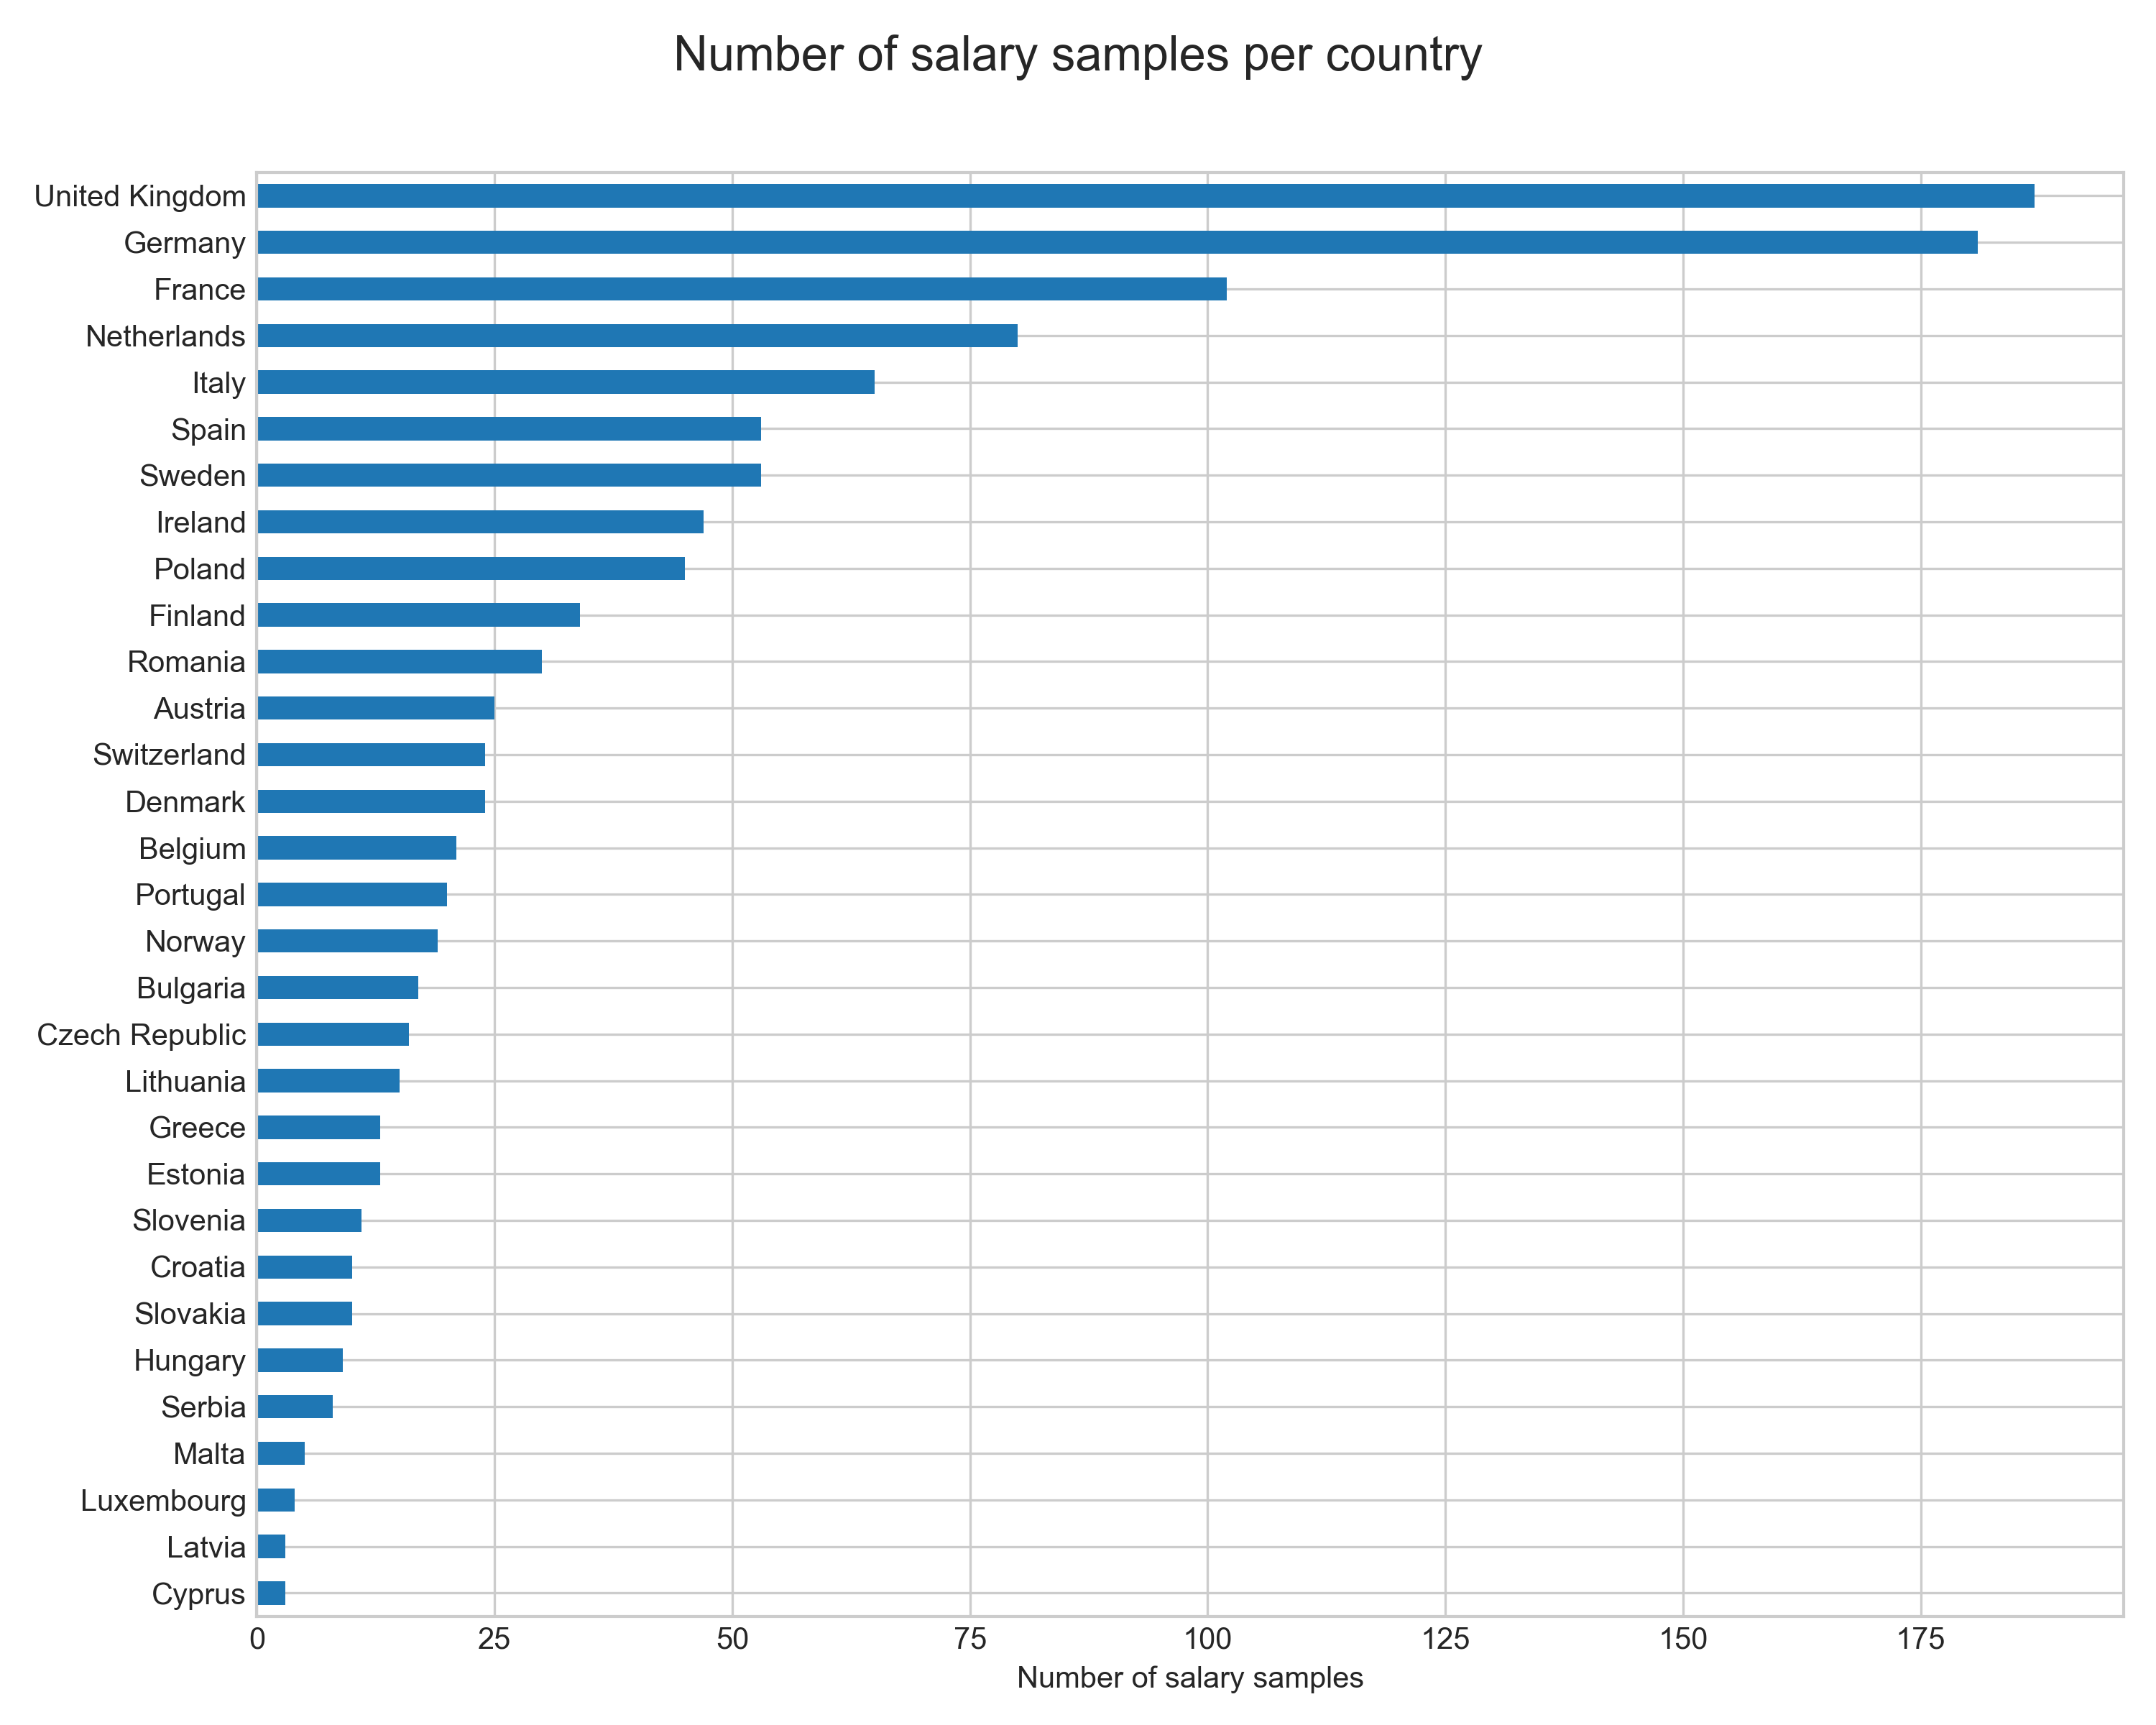 Number of salary samples per country
United Kingdom
Germany
France
Netherlands
Italy
Spain
Sweden
Ireland
Poland
Finland
Romania
Austria
Switzerland
Denmark
Belgium
Portugal
Norway
Bulgaria
Czech Republic
Lithuania
Greece
Estonia
Slovenia
Croatia
Slovakia
Hungary
Serbia
Malta
Luxembourg
Latvia
Cyprus
0 25 50 75 100 125 150 175
Number of salary samples